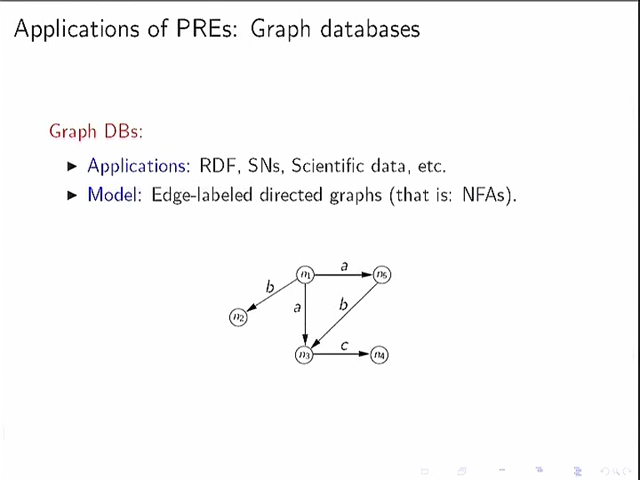 Applications of PREs: Graph databases
Graph DBs:
▶ Applications: RDF, SNs, Scientific data, etc.
▶ Model: Edge-labeled directed graphs (that is: NFAs).
n₁ a n₅
b
a b
n₂
n₃ c n₄